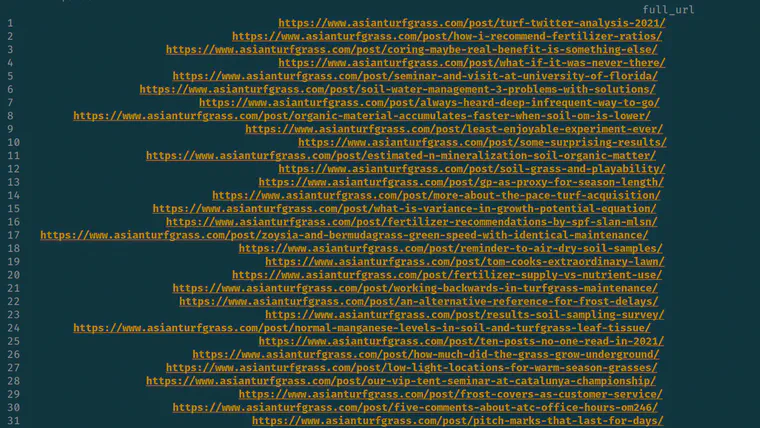 full_url
1 https://www.asianturfgrass.com/post/turf-twitter-analysis-2021/
2 https://www.asianturfgrass.com/post/how-i-recommend-fertilizer-ratios/
3 https://www.asianturfgrass.com/post/coring-maybe-real-benefit-is-something-else/
4 https://www.asianturfgrass.com/post/what-if-it-was-never-there/
5 https://www.asianturfgrass.com/post/seminar-and-visit-at-university-of-florida/
6 https://www.asianturfgrass.com/post/soil-water-management-3-problems-with-solutions/
7 https://www.asianturfgrass.com/post/always-heard-deep-infrequent-way-to-go/
8 https://www.asianturfgrass.com/post/organic-material-accumulates-faster-when-soil-om-is-lower/
9 https://www.asianturfgrass.com/post/least-enjoyable-experiment-ever/
10 https://www.asianturfgrass.com/post/some-surprising-results/
11 https://www.asianturfgrass.com/post/estimated-n-mineralization-soil-organic-matter/
12 https://www.asianturfgrass.com/post/soil-grass-and-playability/
13 https://www.asianturfgrass.com/post/gp-as-proxy-for-season-length/
14 https://www.asianturfgrass.com/post/more-about-the-pace-turf-acquisition/
15 https://www.asianturfgrass.com/post/what-is-variance-in-growth-potential-equation/
16 https://www.asianturfgrass.com/post/fertilizer-recommendations-by-spf-slan-mlsn/
17 https://www.asianturfgrass.com/post/zoysia-and-bermudagrass-green-speed-with-identical-maintenance/
18 https://www.asianturfgrass.com/post/reminder-to-air-dry-soil-samples/
19 https://www.asianturfgrass.com/post/tom-cooks-extraordinary-lawn/
20 https://www.asianturfgrass.com/post/fertilizer-supply-vs-nutrient-use/
21 https://www.asianturfgrass.com/post/working-backwards-in-turfgrass-maintenance/
22 https://www.asianturfgrass.com/post/an-alternative-reference-for-frost-delays/
23 https://www.asianturfgrass.com/post/results-soil-sampling-survey/
24 https://www.asianturfgrass.com/post/normal-manganese-levels-in-soil-and-turfgrass-leaf-tissue/
25 https://www.asianturfgrass.com/post/ten-posts-no-one-read-in-2021/
26 https://www.asianturfgrass.com/post/how-much-did-the-grass-grow-underground/
27 https://www.asianturfgrass.com/post/low-light-locations-for-warm-season-grasses/
28 https://www.asianturfgrass.com/post/our-vip-tent-seminar-at-catalunya-championship/
29 https://www.asianturfgrass.com/post/frost-covers-as-customer-service/
30 https://www.asianturfgrass.com/post/five-comments-about-atc-office-hours-om246/
31 https://www.asianturfgrass.com/post/pitch-marks-that-last-for-days/